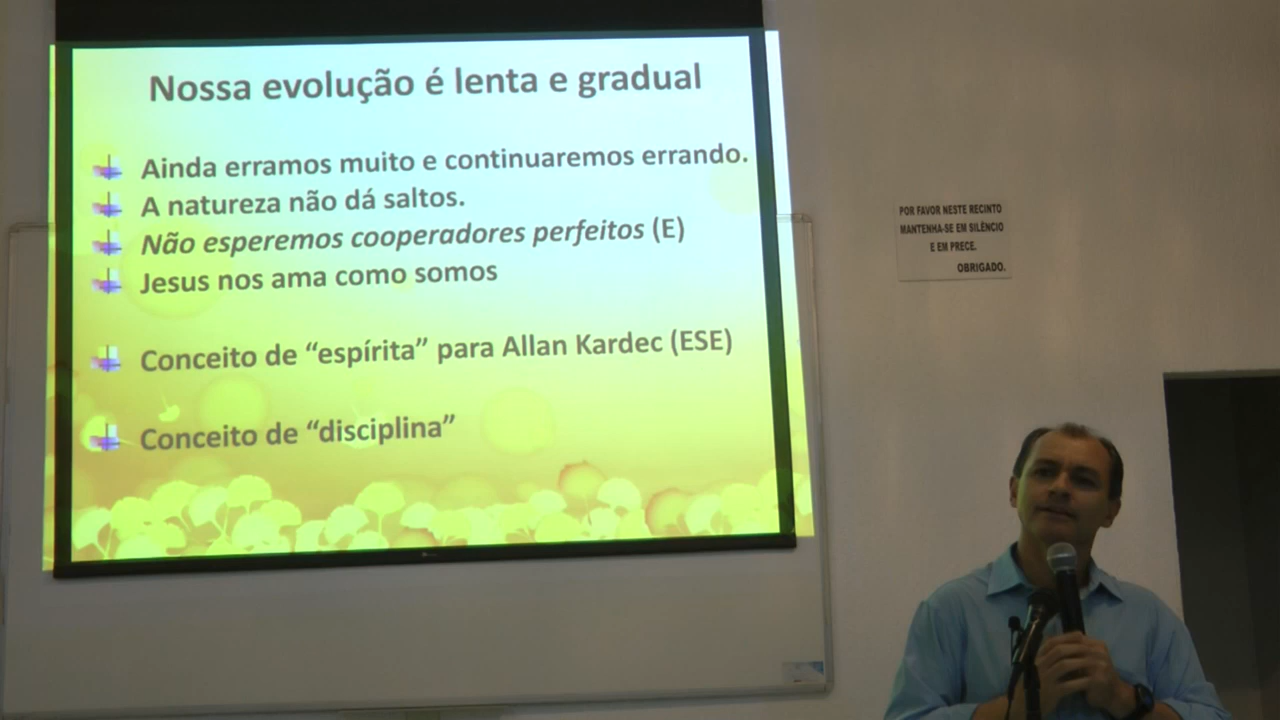 Nossa evolução é lenta e gradual
Ainda erramos muito e continuaremos errando.
A natureza não dá saltos.
Não esperemos cooperadores perfeitos (E)
Jesus nos ama como somos
Conceito de “espírita” para Allan Kardec (ESE)
Conceito de “disciplina”
POR FAVOR NESTE RECINTO
MANTENHA-SE EM SILÊNCIO
E EM PRECE.
OBRIGADO.